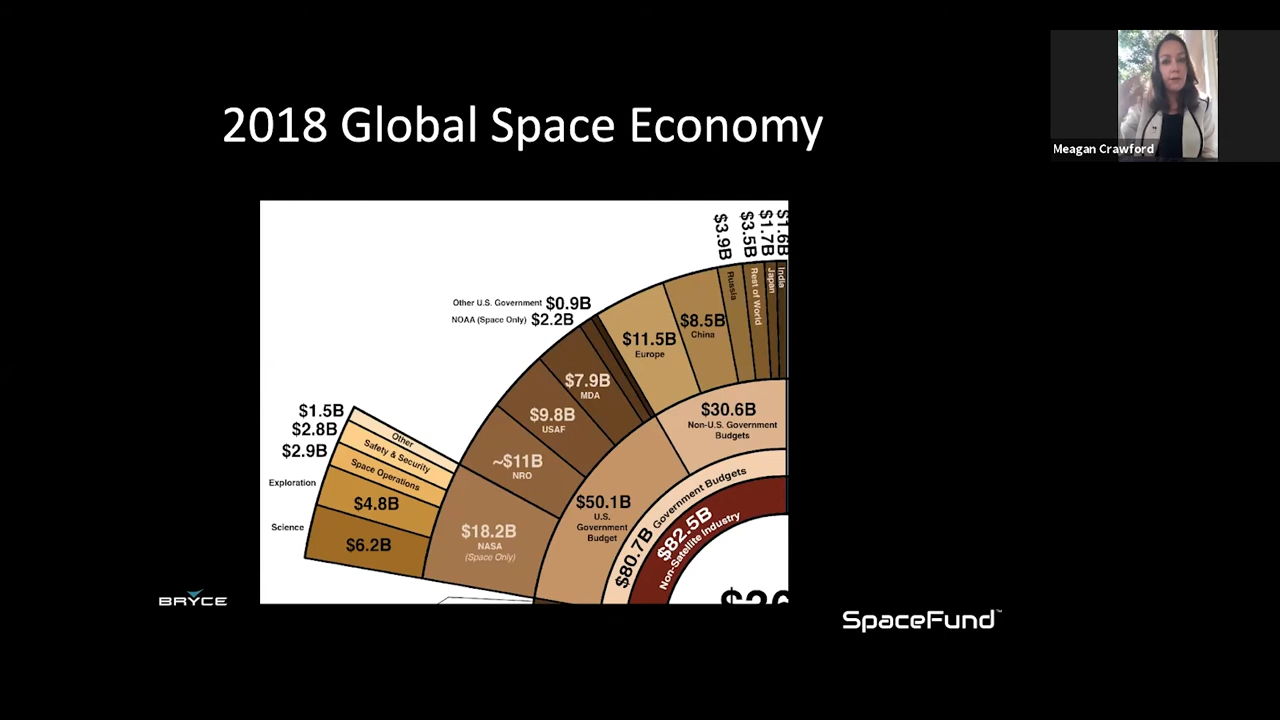 2018 Global Space Economy
Meagan Crawford
$3.9B
$3.5B
$1.7B
$1.6B
Russia
Rest of World
Japan
India
Other U.S. Government $0.9B
NOAA (Space Only) $2.2B
$11.5B
Europe
$8.5B
China
$7.9B
MDA
$9.8B
USAF
~$11B
NRO
$18.2B
NASA
(Space Only)
$30.6B
Non-U.S. Government
Budgets
$50.1B
U.S.
Government
Budget
$80.7B Government Budgets
$82.5B
Non-Satellite Industry
$1.5B
Other
$2.8B
Safety & Security
$2.9B
Space Operations
Exploration
$4.8B
Science
$6.2B
BRYCE
SpaceFund™